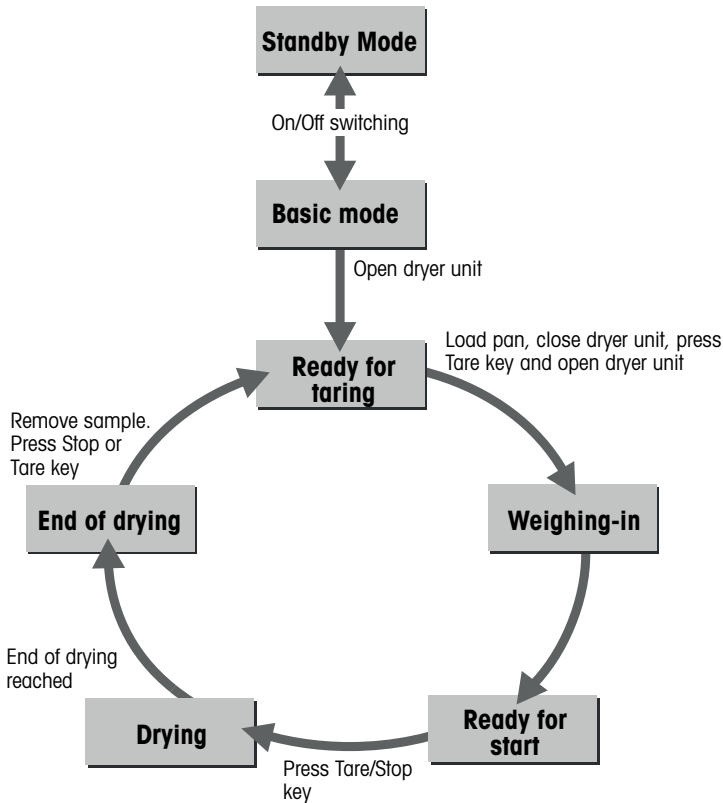 Standby Mode
On/Off switching
Basic mode
Open dryer unit
Ready for
taring
Load pan, close dryer unit, press
Tare key and open dryer unit
Weighing-in
Ready for
start
Press Tare/Stop
key
Drying
End of drying
reached
End of drying
Remove sample.
Press Stop or
Tare key